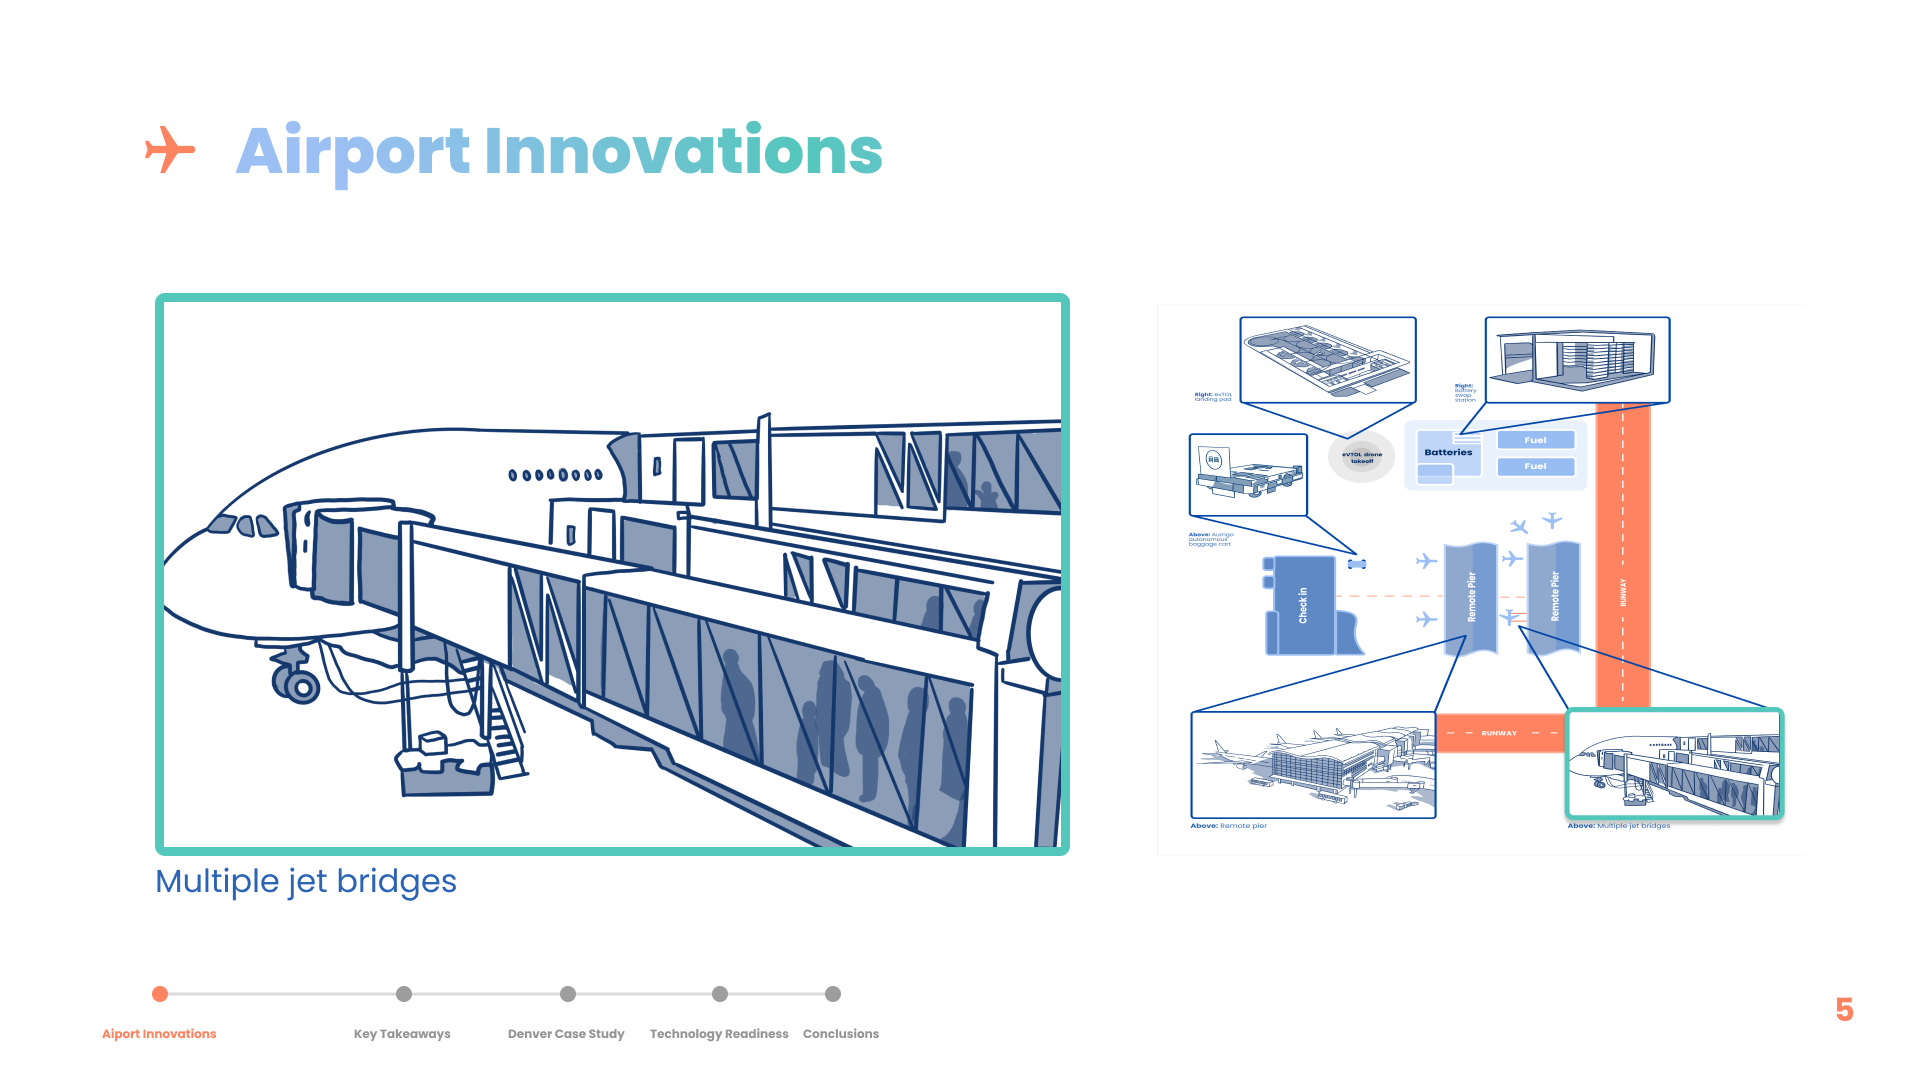 Airport Innovations
Multiple jet bridges
Right: eVTOL
landing pad
Right:
Battery
swap
station
eVTOL drone
takeoff
Batteries
Fuel
Fuel
Above: Aurrigo
autonomous
baggage cart
Check in
Remote Pier
Remote Pier
RUNWAY
RUNWAY
Above: Remote pier
Above: Multiple jet bridges
Aiport Innovations
Key Takeaways
Denver Case Study
Technology Readiness
Conclusions
5